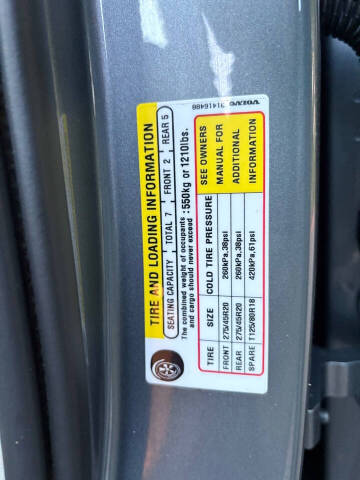 TIRE AND LOADING INFORMATION
SEATING CAPACITY TOTAL 7 FRONT 2 REAR 5
The combined weight of occupants and cargo should never exceed : 550kg or 1210lbs.
TIRE SIZE COLD TIRE PRESSURE SEE OWNERS MANUAL FOR ADDITIONAL INFORMATION
FRONT 275/45R20 260kPa,38psi
REAR 275/45R20 260kPa,38psi
SPARE T125/80R18 420kPa,61psi
VOLVO 31416488